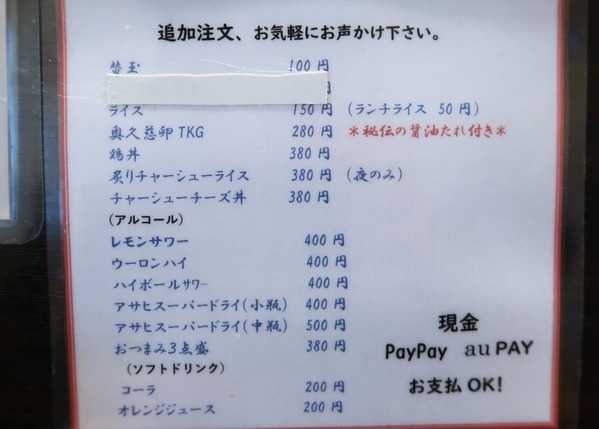 追加注文、お気軽にお声かけ下さい。
替玉 100円
円
ライス 150円 (ランチライス 50円)
奥久慈卵TKG 280円 *秘伝の醤油たれ付き*
鶏丼 380円
炙りチャーシューライス 380円 (夜のみ)
チャーシューチーズ丼 380円
(アルコール)
レモンサワー 400円
ウーロンハイ 400円
ハイボールサワー 400円
アサヒスーパードライ(小瓶) 400円
アサヒスーパードライ(中瓶) 500円
おつまみ3点盛 380円
(ソフトドリンク)
コーラ 200円
オレンジジュース 200円
現金
PayPay au PAY
お支払OK!